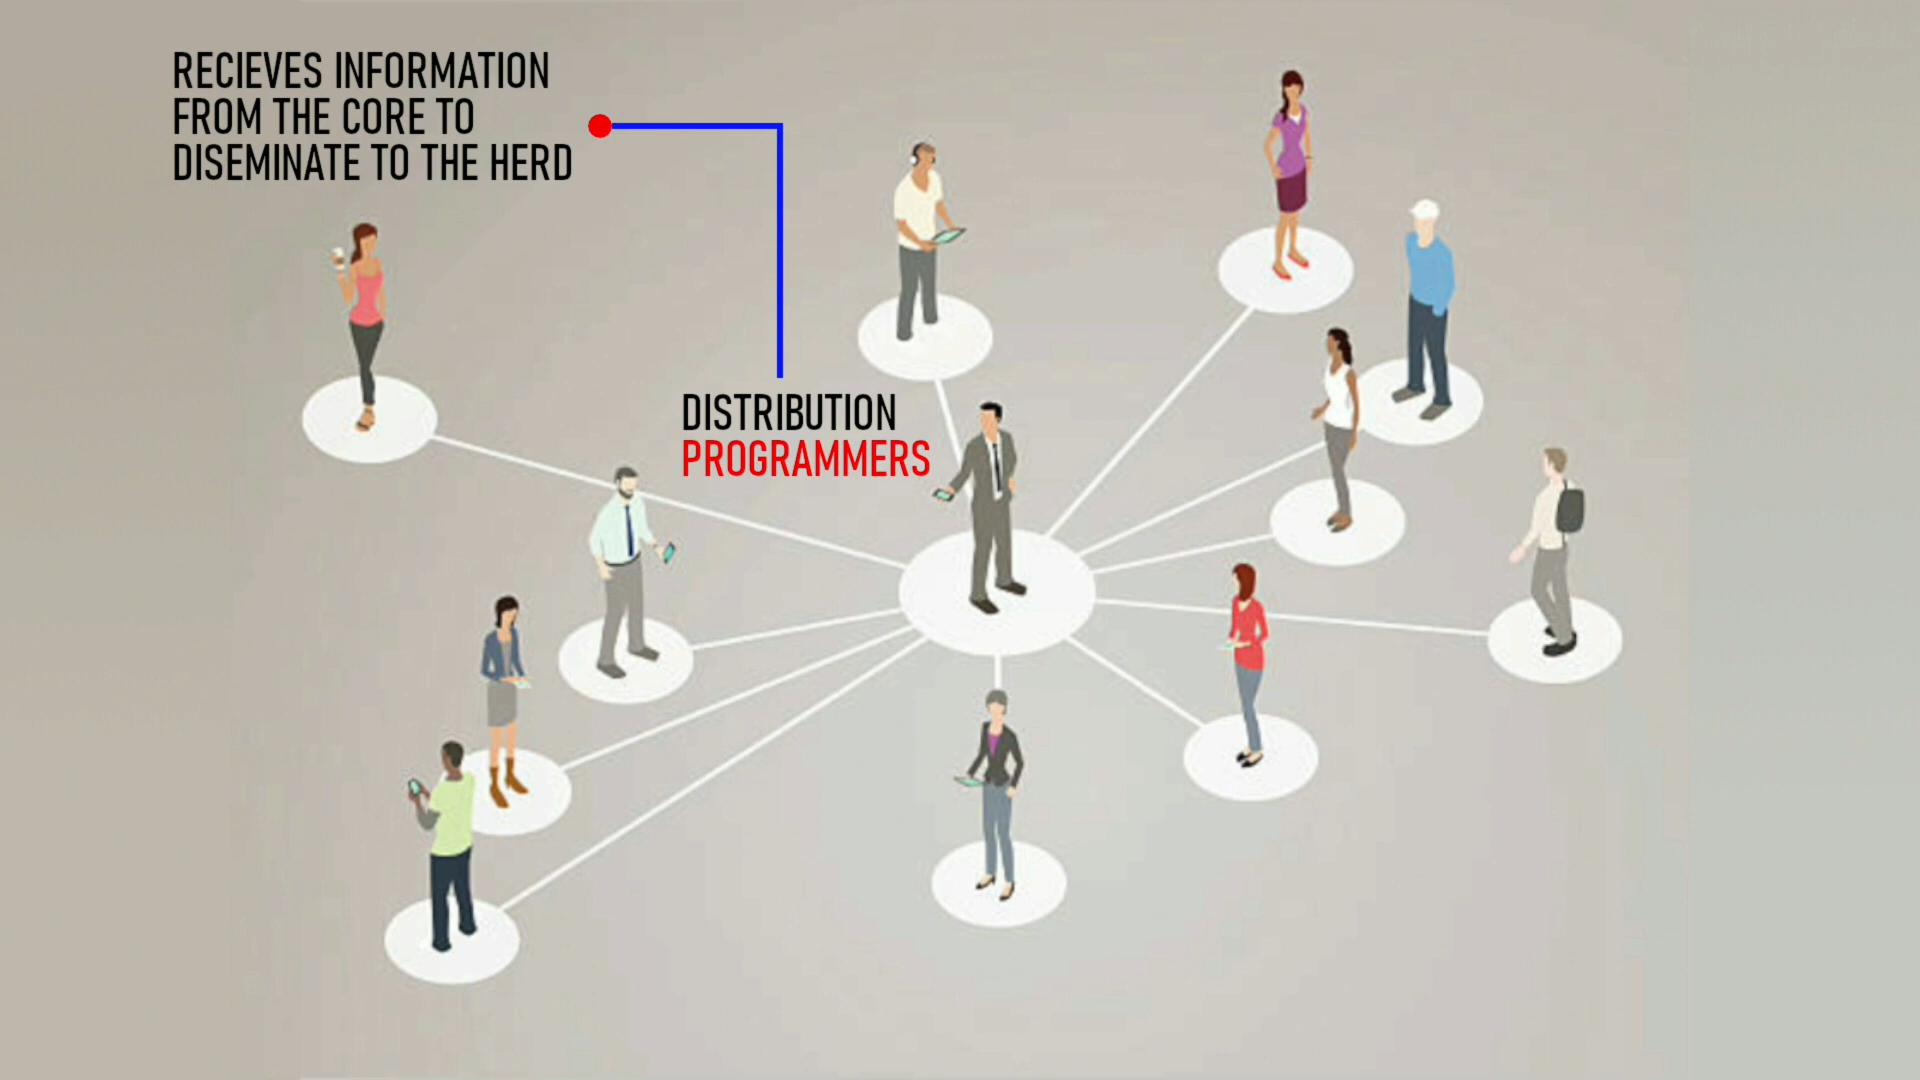 RECIEVES INFORMATION
FROM THE CORE TO
DISEMINATE TO THE HERD
DISTRIBUTION
PROGRAMMERS